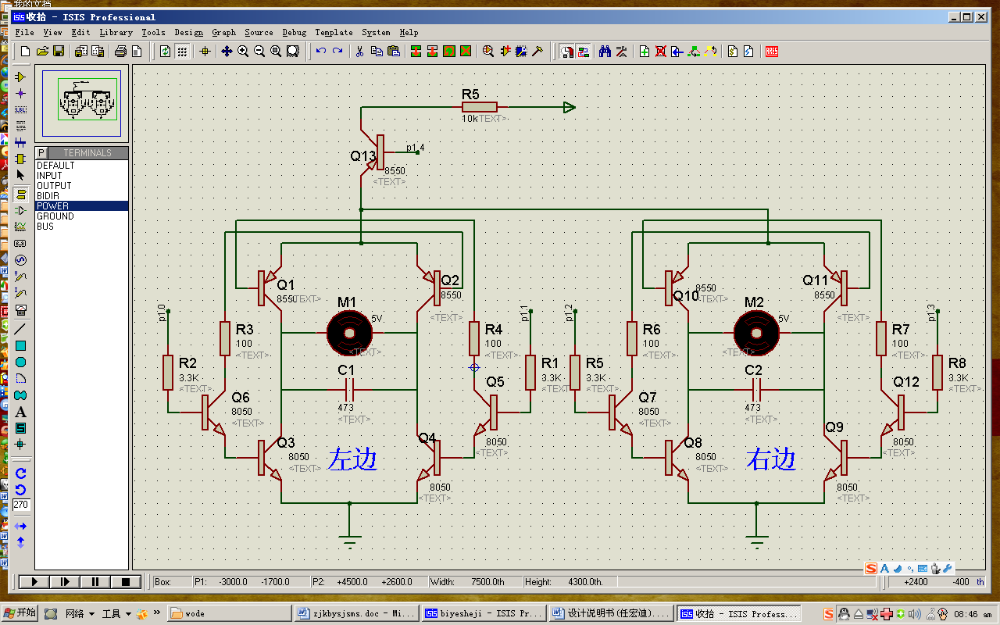 我的文档
收拾 - ISIS Professional
File View Edit Library Tools Design Graph Source Debug Template System Help
P TERMINALS
DEFAULT
INPUT
OUTPUT
BIDIR
POWER
GROUND
BUS
LBL
A
S
270
R5
10k <TEXT>
Q13
p1.4
8550
<TEXT>
Q1
8550 <TEXT>
Q2
8550
<TEXT>
M1
5V
<TEXT>
p1.0
R3
100
<TEXT>
R4
100
<TEXT>
p1.1
R2
3.3K
<TEXT>
C1
473
<TEXT>
R1
3.3K
<TEXT>
Q6
8050
<TEXT>
Q5
8050
<TEXT>
Q3
8050
<TEXT>
左边
Q4
8050
<TEXT>
Q10
8550
<TEXT>
Q11
8550
<TEXT>
M2
5V
<TEXT>
p1.2
R6
100
<TEXT>
R7
100
<TEXT>
p1.3
R5
3.3K
<TEXT>
C2
473
<TEXT>
R8
3.3K
<TEXT>
Q7
8050
<TEXT>
Q12
8050
<TEXT>
Q8
8050
<TEXT>
右边
Q9
8050
<TEXT>
Box: P1: -3000.0 -1700.0 P2: +4500.0 +2600.0 Width: 7500.0th Height: 4300.0th. +2400 -400 th
开始 网络 工具 » wode zjkbysjsms.doc - Mi... biyesheji - ISIS Pr... 设计说明书(任宏迪).... 收拾 - ISIS Profess... 08:46 am